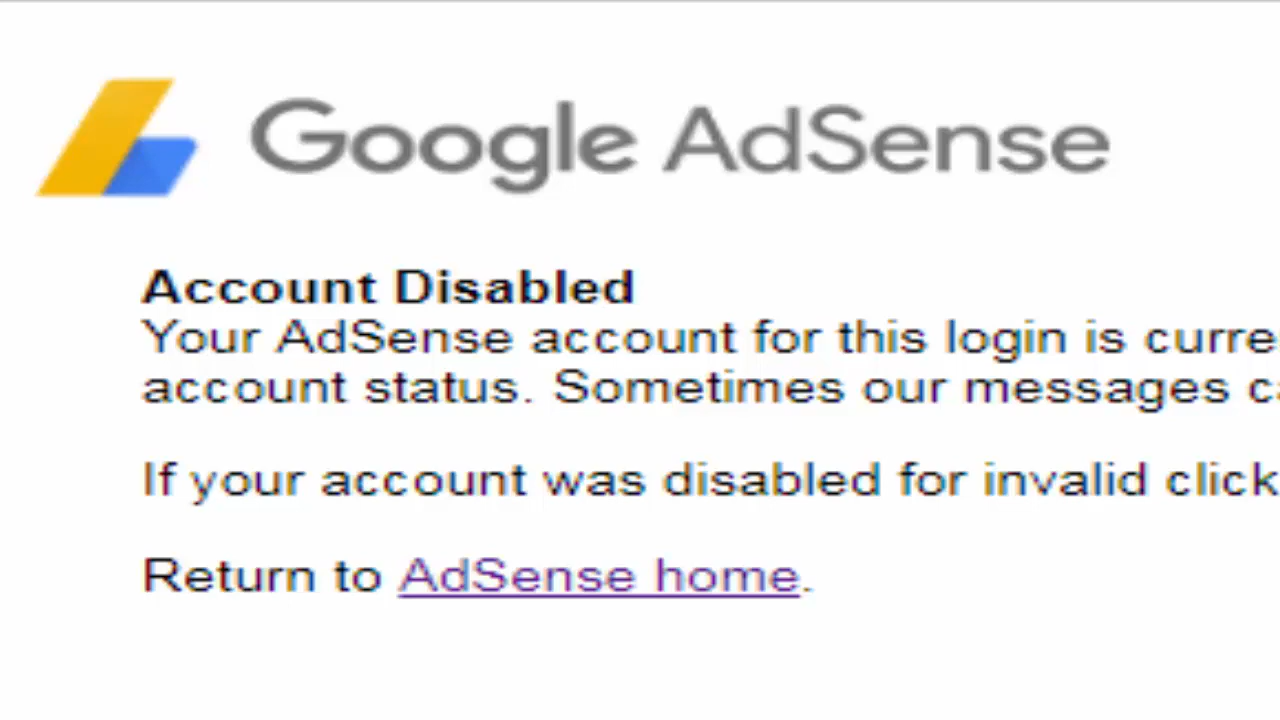 Google AdSense
Account Disabled
Your AdSense account for this login is
account status. Sometimes our messages
If your account was disabled for invalid click
Return to AdSense home.